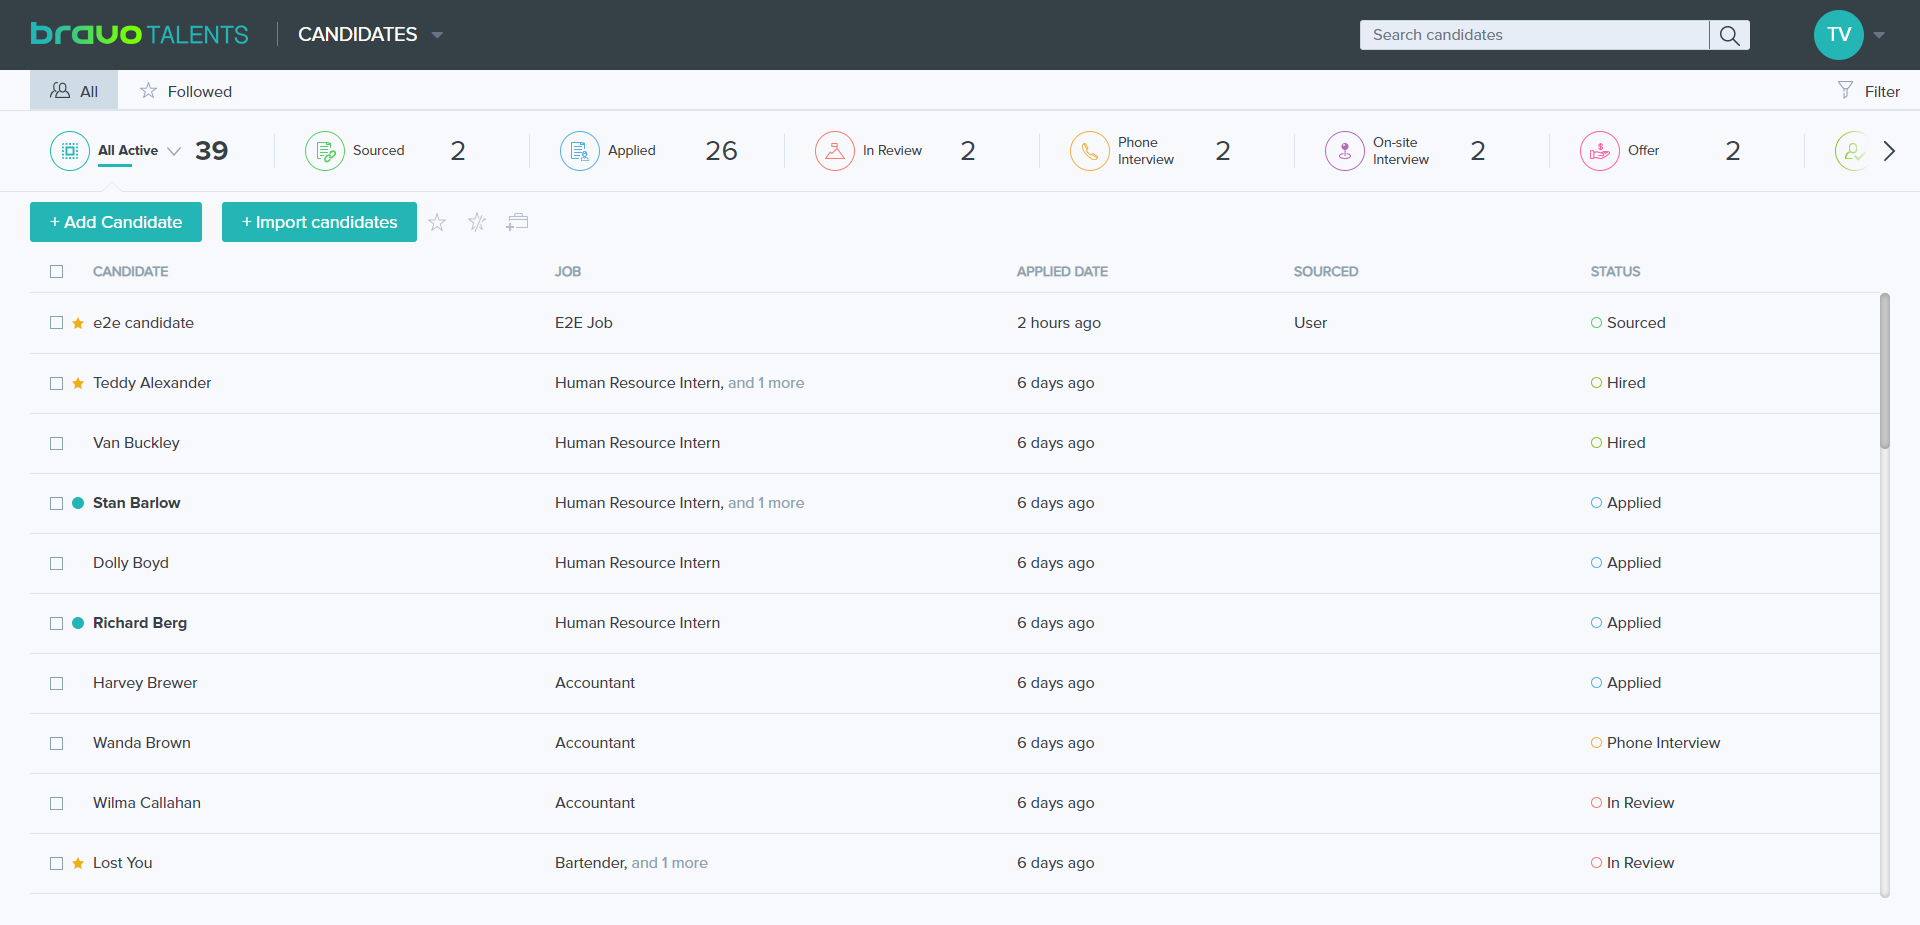 bravo TALENTS CANDIDATES Search candidates TV
All Followed Filter
All Active 39 Sourced 2 Applied 26 In Review 2 Phone Interview 2 On-site Interview 2 Offer 2
+ Add Candidate + Import candidates
CANDIDATE JOB APPLIED DATE SOURCED STATUS
e2e candidate E2E Job 2 hours ago User Sourced
Teddy Alexander Human Resource Intern, and 1 more 6 days ago Hired
Van Buckley Human Resource Intern 6 days ago Hired
Stan Barlow Human Resource Intern, and 1 more 6 days ago Applied
Dolly Boyd Human Resource Intern 6 days ago Applied
Richard Berg Human Resource Intern 6 days ago Applied
Harvey Brewer Accountant 6 days ago Applied
Wanda Brown Accountant 6 days ago Phone Interview
Wilma Callahan Accountant 6 days ago In Review
Lost You Bartender, and 1 more 6 days ago In Review